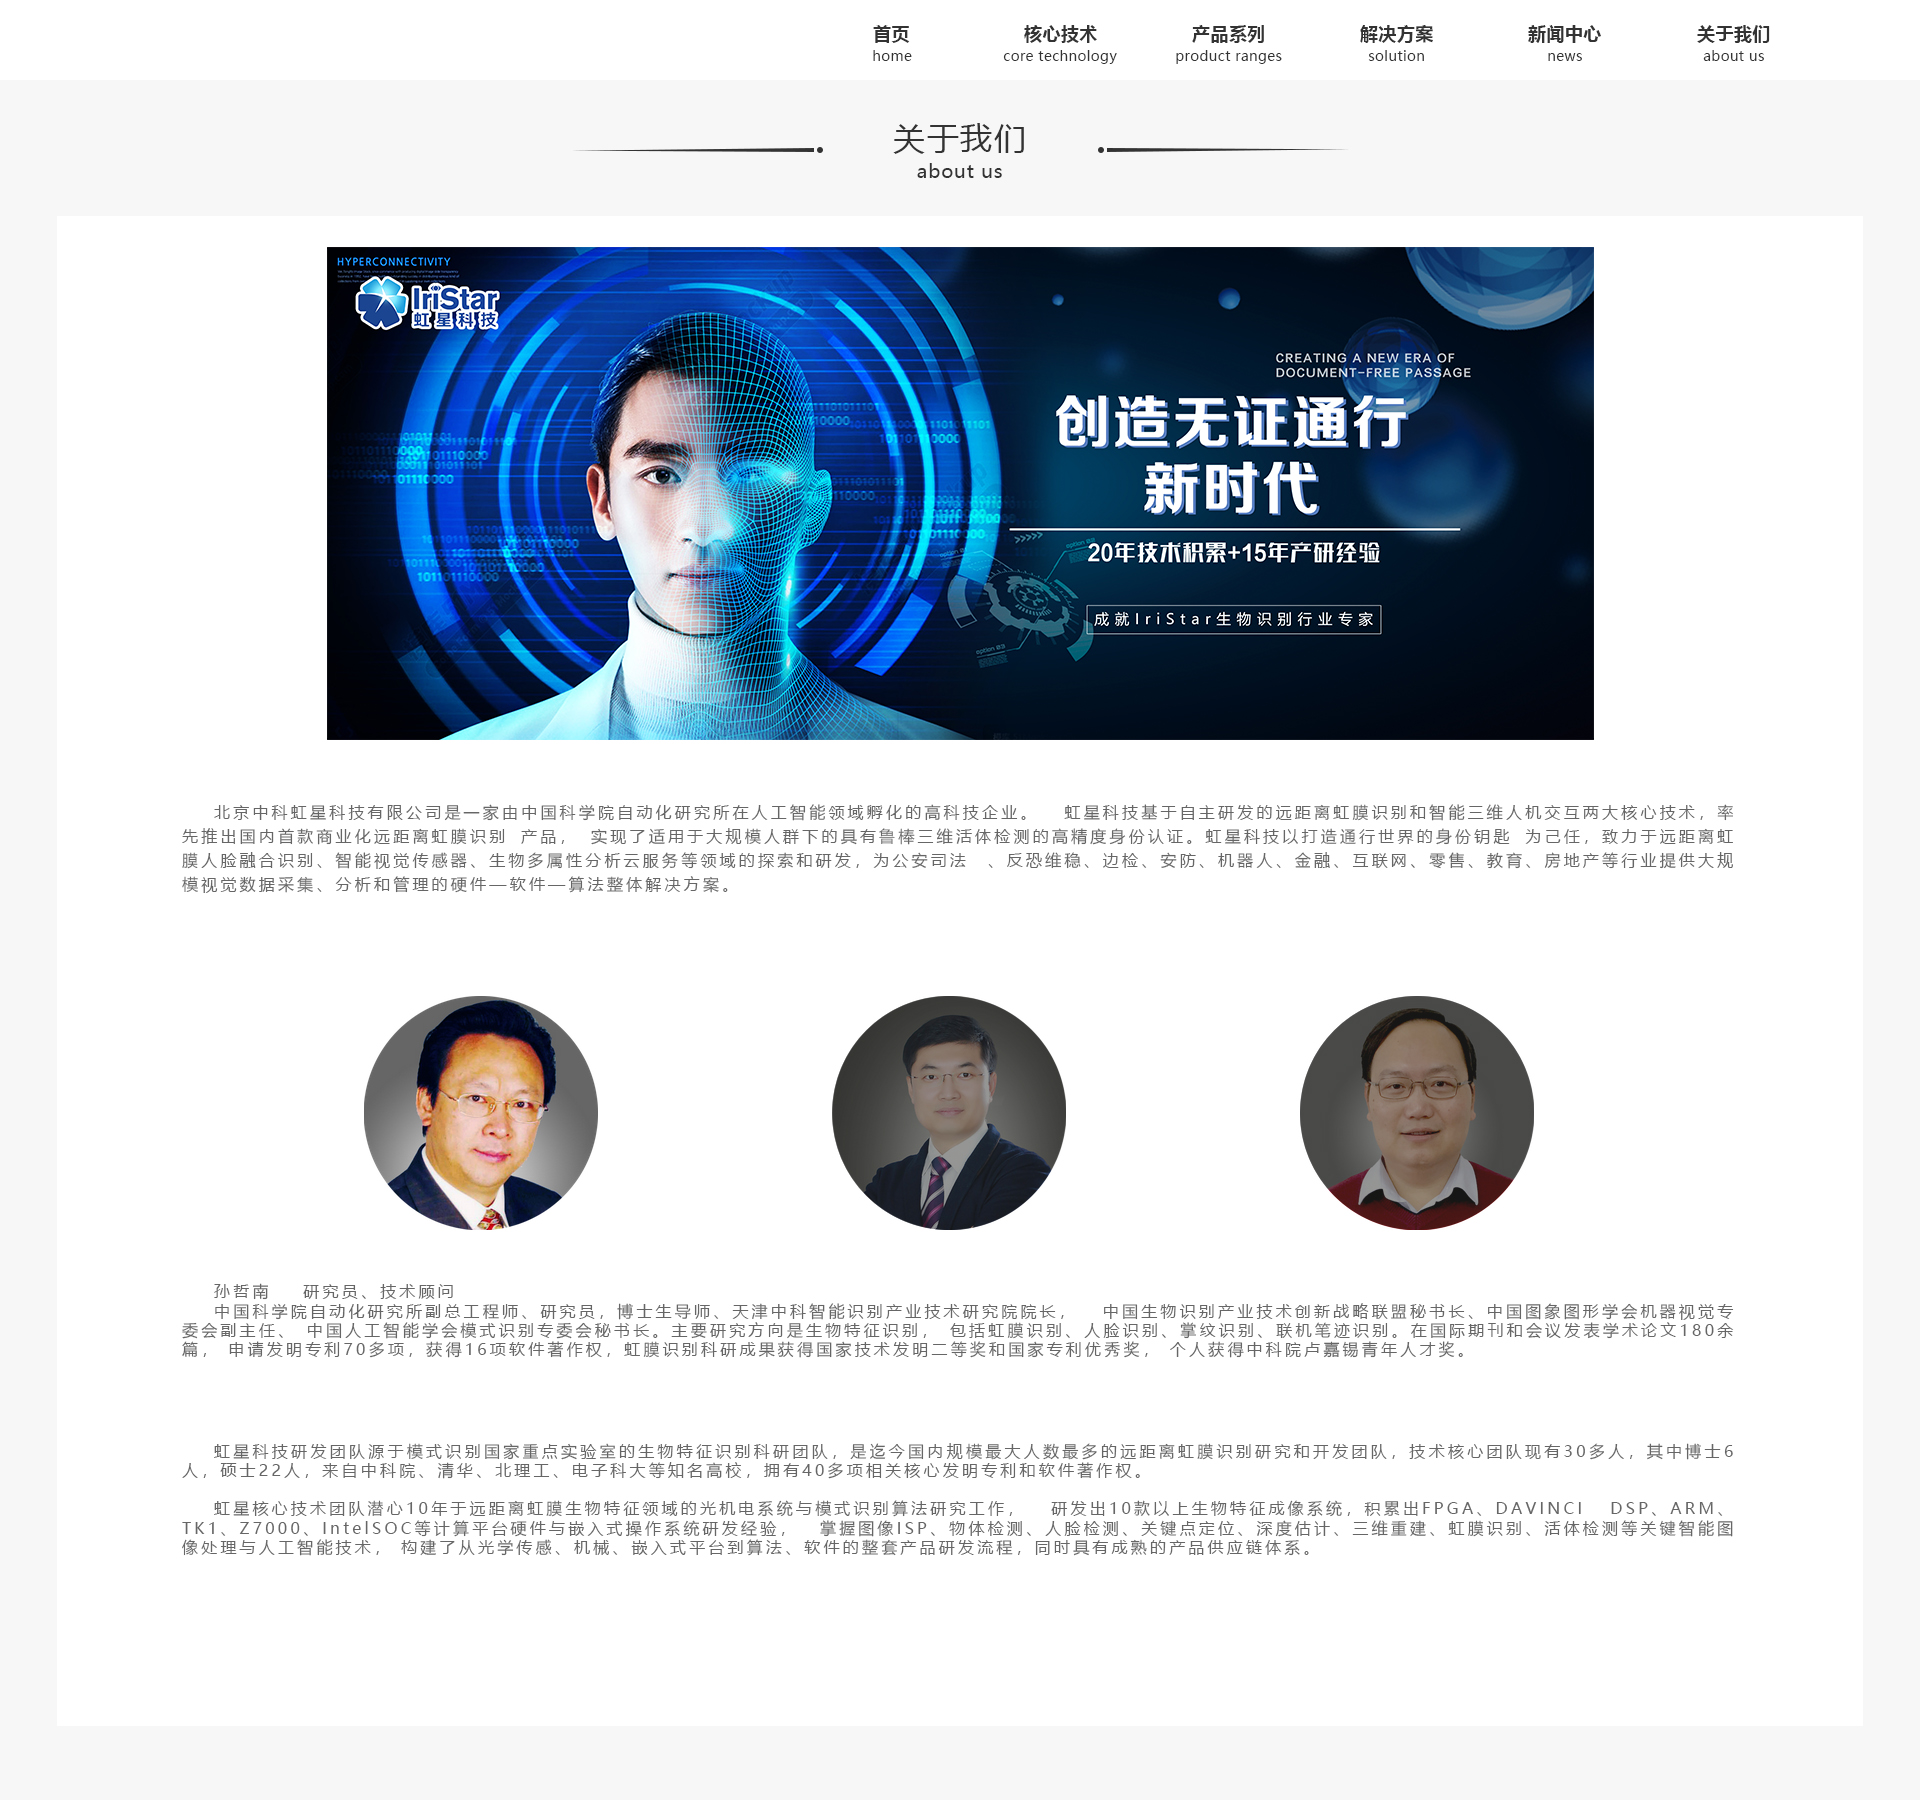 首页
home
核心技术
core technology
产品系列
product ranges
解决方案
solution
新闻中心
news
关于我们
about us
关于我们
about us
HYPERCONNECTIVITY
IriStar
虹星科技
CREATING A NEW ERA OF
DOCUMENT-FREE PASSAGE
创造无证通行
新时代
20年技术积累+15年产研经验
成就IriStar生物识别行业专家
北京中科虹星科技有限公司是一家由中国科学院自动化研究所在人工智能领域孵化的高科技企业。 虹星科技基于自主研发的远距离虹膜识别和智能三维人机交互两大核心技术，率
先推出国内首款商业化远距离虹膜识别 产品， 实现了适用于大规模人群下的具有鲁棒三维活体检测的高精度身份认证。虹星科技以打造通行世界的身份钥匙 为己任，致力于远距离虹
膜人脸融合识别、智能视觉传感器、生物多属性分析云服务等领域的探索和研发，为公安司法 、反恐维稳、边检、安防、机器人、金融、互联网、零售、教育、房地产等行业提供大规
模视觉数据采集、分析和管理的硬件—软件—算法整体解决方案。
孙哲南 研究员、技术顾问
中国科学院自动化研究所副总工程师、研究员，博士生导师、天津中科智能识别产业技术研究院院长， 中国生物识别产业技术创新战略联盟秘书长、中国图象图形学会机器视觉专
委会副主任、 中国人工智能学会模式识别专委会秘书长。主要研究方向是生物特征识别， 包括虹膜识别、人脸识别、掌纹识别、联机笔迹识别。在国际期刊和会议发表学术论文180余
篇， 申请发明专利70多项，获得16项软件著作权，虹膜识别科研成果获得国家技术发明二等奖和国家专利优秀奖， 个人获得中科院卢嘉锡青年人才奖。
虹星科技研发团队源于模式识别国家重点实验室的生物特征识别科研团队，是迄今国内规模最大人数最多的远距离虹膜识别研究和开发团队，技术核心团队现有30多人，其中博士6
人，硕士22人，来自中科院、清华、北理工、电子科大等知名高校，拥有40多项相关核心发明专利和软件著作权。
虹星核心技术团队潜心10年于远距离虹膜生物特征领域的光机电系统与模式识别算法研究工作， 研发出10款以上生物特征成像系统，积累出FPGA、DAVINCI DSP、ARM、
TK1、Z7000、IntelSOC等计算平台硬件与嵌入式操作系统研发经验， 掌握图像ISP、物体检测、人脸检测、关键点定位、深度估计、三维重建、虹膜识别、活体检测等关键智能图
像处理与人工智能技术， 构建了从光学传感、机械、嵌入式平台到算法、软件的整套产品研发流程，同时具有成熟的产品供应链体系。